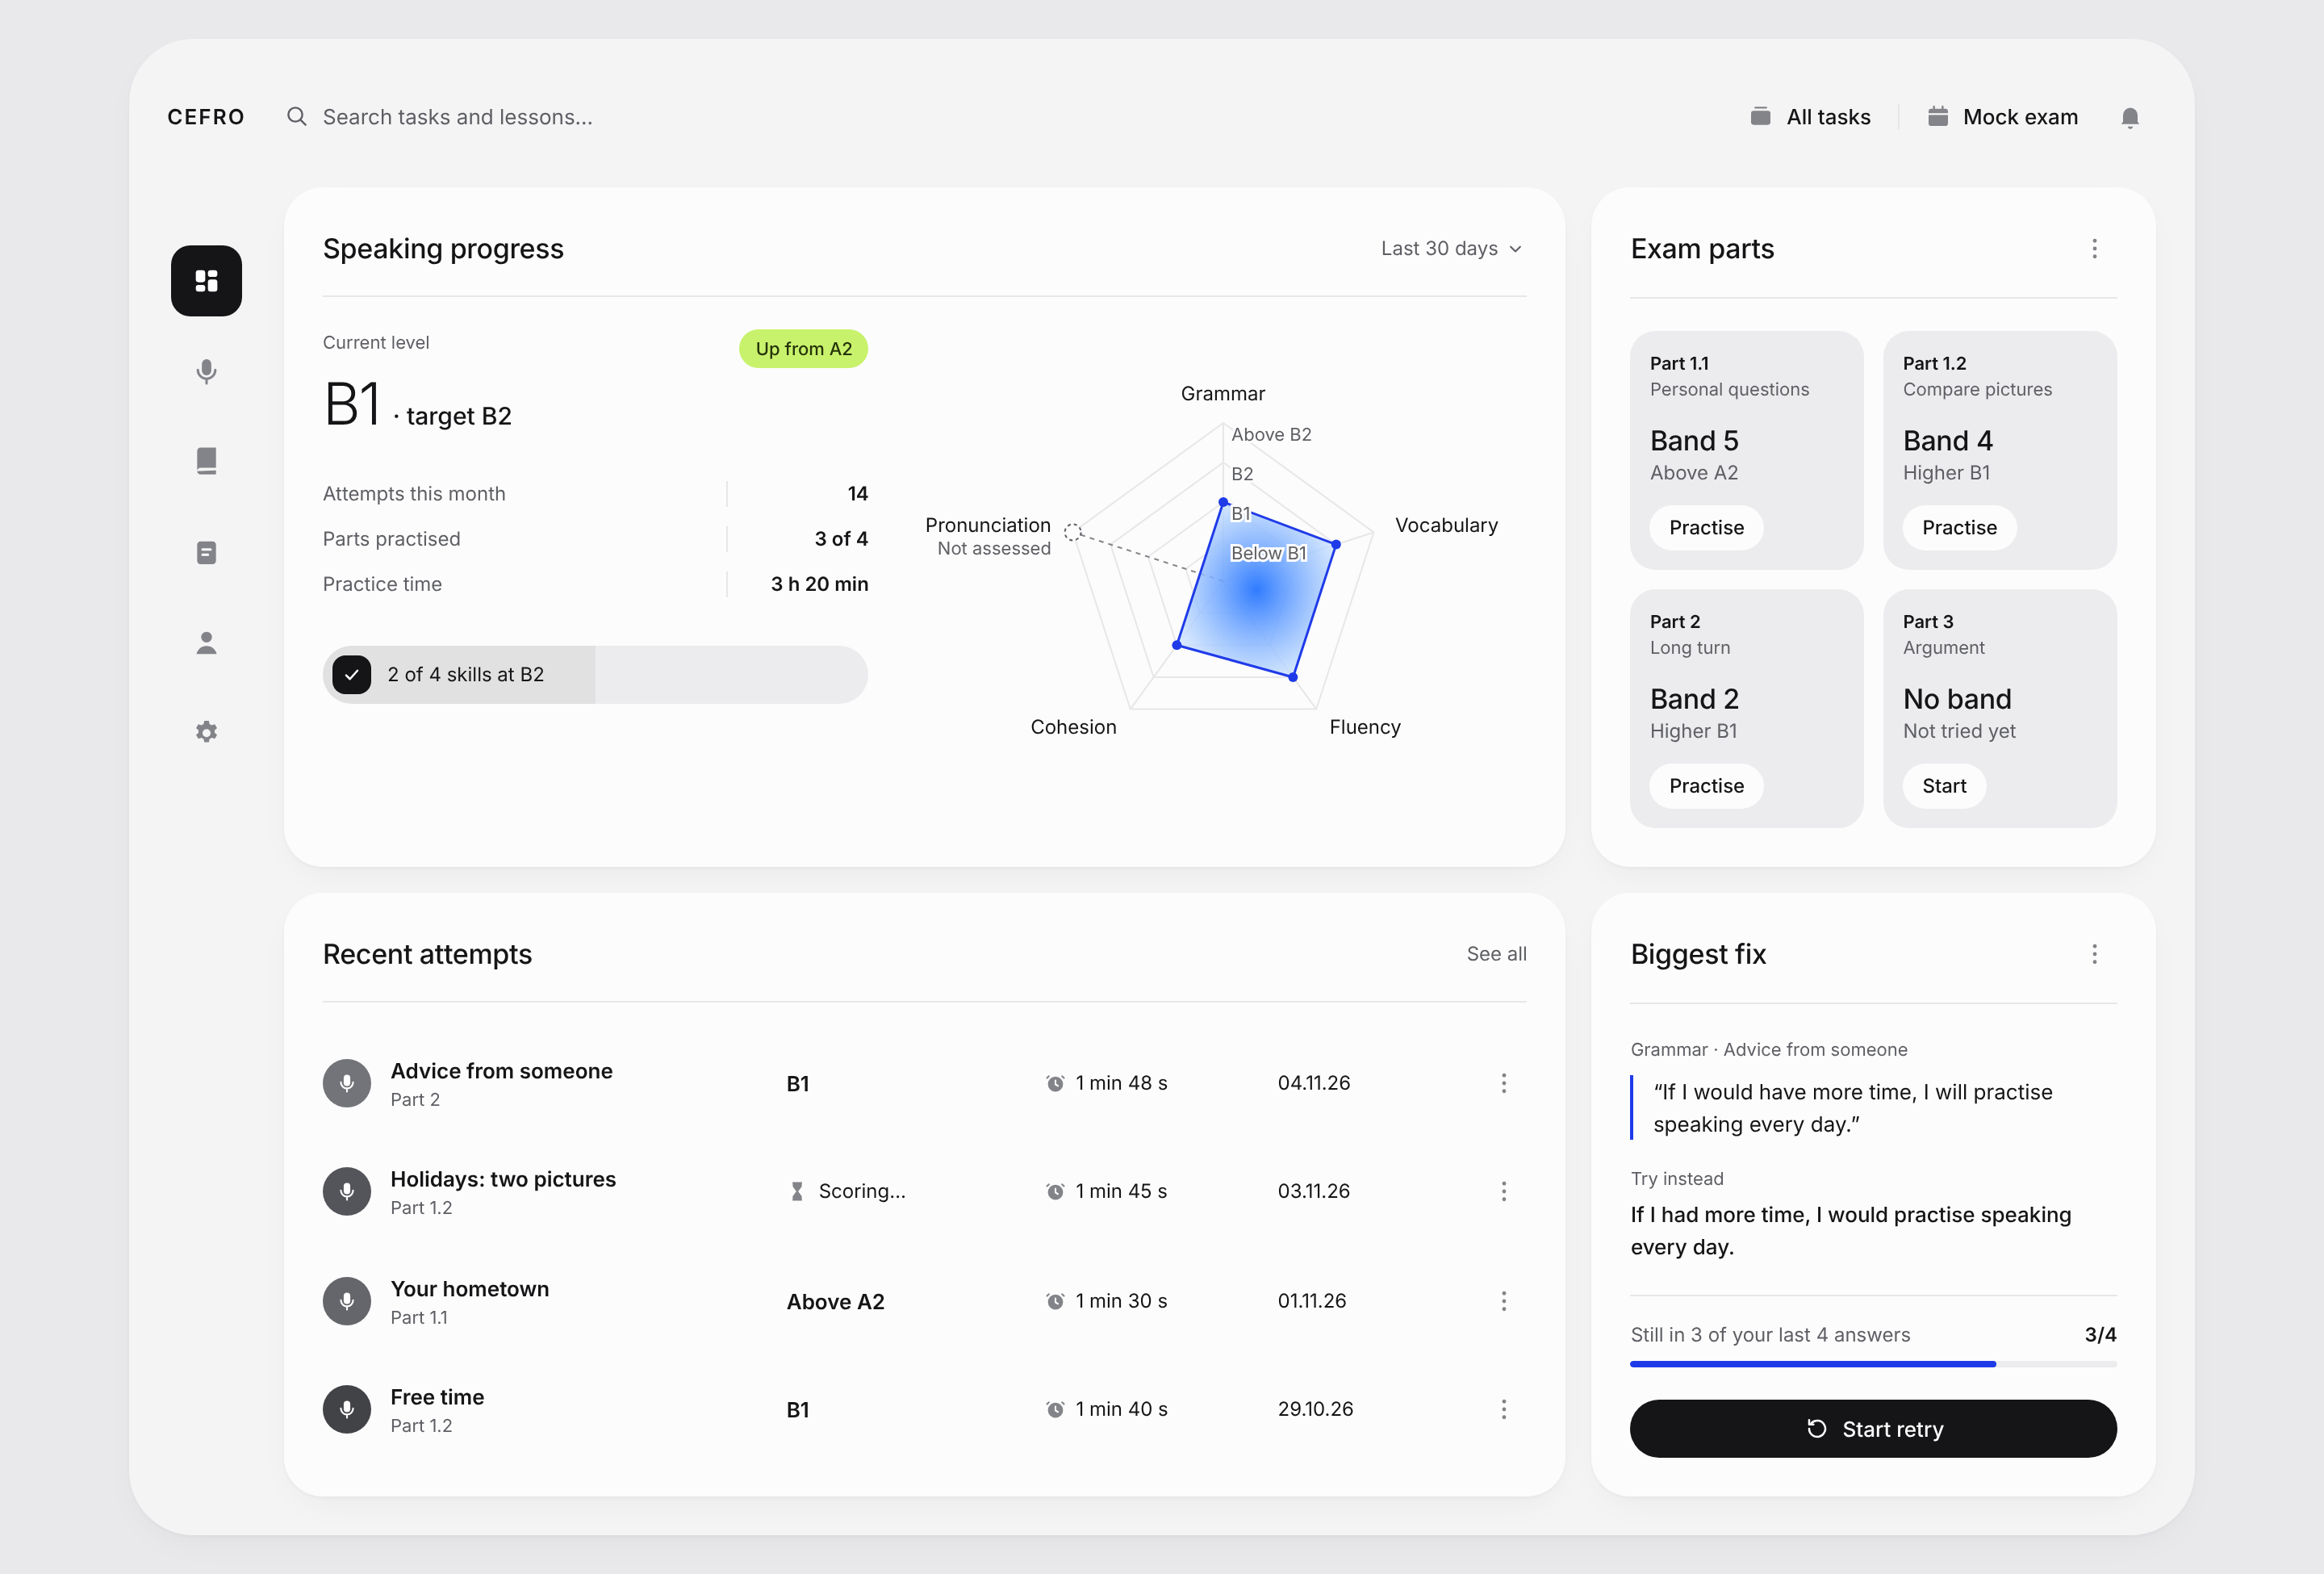 CEFRO
Search tasks and lessons...
All tasks
Mock exam
Speaking progress
Last 30 days
Current level
Up from A2
B1 · target B2
Attempts this month 14
Parts practised 3 of 4
Practice time 3 h 20 min
2 of 4 skills at B2
Grammar
Above B2
B2
B1
Below B1
Pronunciation
Not assessed
Vocabulary
Cohesion
Fluency
Exam parts
Part 1.1
Personal questions
Band 5
Above A2
Practise
Part 1.2
Compare pictures
Band 4
Higher B1
Practise
Part 2
Long turn
Band 2
Higher B1
Practise
Part 3
Argument
No band
Not tried yet
Start
Recent attempts
See all
Advice from someone
Part 2
B1
1 min 48 s
04.11.26
Holidays: two pictures
Part 1.2
Scoring...
1 min 45 s
03.11.26
Your hometown
Part 1.1
Above A2
1 min 30 s
01.11.26
Free time
Part 1.2
B1
1 min 40 s
29.10.26
Biggest fix
Grammar · Advice from someone
“If I would have more time, I will practise
speaking every day.”
Try instead
If I had more time, I would practise speaking
every day.
Still in 3 of your last 4 answers
3/4
Start retry